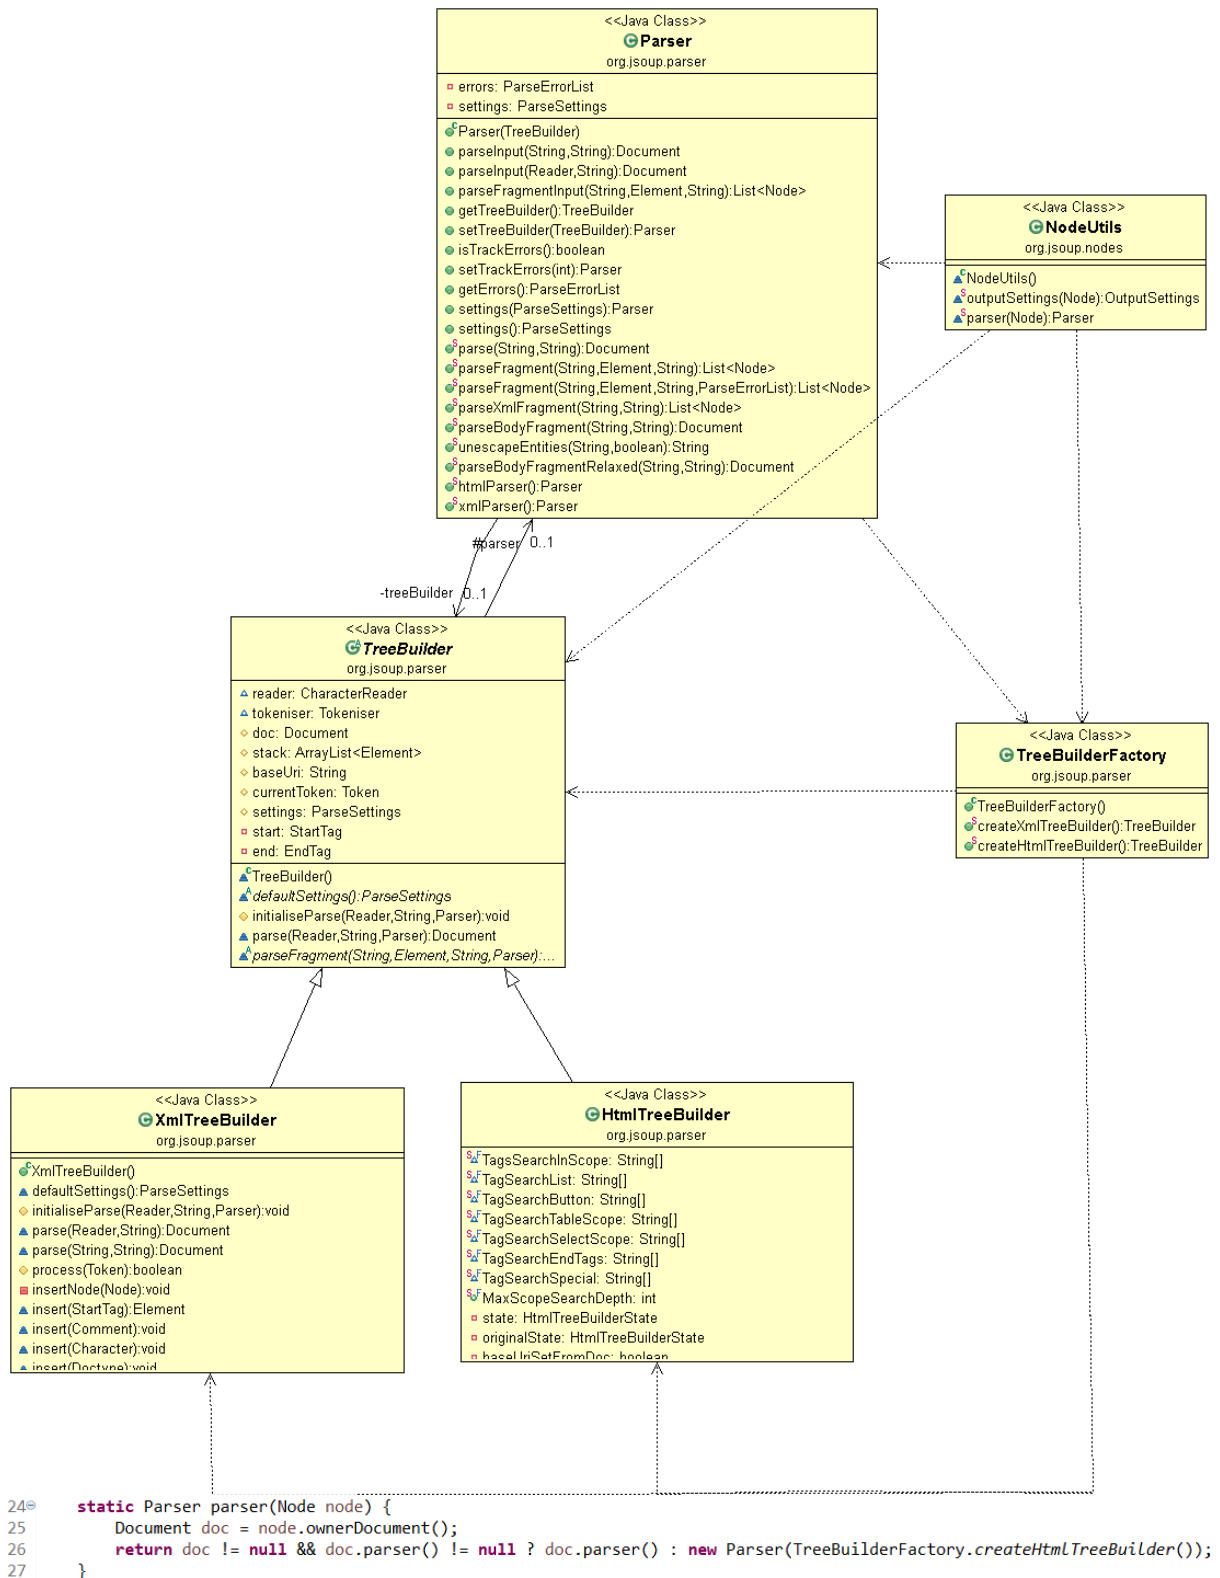 <<Java Class>>
Parser
org.jsoup.parser
errors: ParseErrorList
settings: ParseSettings
Parser(TreeBuilder)
parseInput(String,String):Document
parseInput(Reader,String):Document
parseFragmentInput(String,Element,String):List<Node>
getTreeBuilder():TreeBuilder
setTreeBuilder(TreeBuilder):Parser
isTrackErrors():boolean
setTrackErrors(int):Parser
getErrors():ParseErrorList
settings(ParseSettings):Parser
settings():ParseSettings
parse(String,String):Document
parseFragment(String,Element,String):List<Node>
parseFragment(String,Element,String,ParseErrorList):List<Node>
parseXmlFragment(String,String):List<Node>
parseBodyFragment(String,String):Document
unescapeEntities(String,boolean):String
parseBodyFragmentRelaxed(String,String):Document
htmlParser():Parser
xmlParser():Parser
<<Java Class>>
NodeUtils
org.jsoup.nodes
NodeUtils()
outputSettings(Node):OutputSettings
parser(Node):Parser
#parser 0..1
-treeBuilder 0..1
<<Java Class>>
TreeBuilder
org.jsoup.parser
reader: CharacterReader
tokeniser: Tokeniser
doc: Document
stack: ArrayList<Element>
baseUri: String
currentToken: Token
settings: ParseSettings
start: StartTag
end: EndTag
TreeBuilder()
defaultSettings():ParseSettings
initialiseParse(Reader,String,Parser):void
parse(Reader,String,Parser):Document
parseFragment(String,Element,String,Parser):...
<<Java Class>>
TreeBuilderFactory
org.jsoup.parser
TreeBuilderFactory()
createXmlTreeBuilder():TreeBuilder
createHtmlTreeBuilder():TreeBuilder
<<Java Class>>
XmlTreeBuilder
org.jsoup.parser
XmlTreeBuilder()
defaultSettings():ParseSettings
initialiseParse(Reader,String,Parser):void
parse(Reader,String):Document
parse(String,String):Document
process(Token):boolean
insertNode(Node):void
insert(StartTag):Element
insert(Comment):void
insert(Character):void
insert(Doctype):void
<<Java Class>>
HtmlTreeBuilder
org.jsoup.parser
TagsSearchInScope: String[]
TagSearchList: String[]
TagSearchButton: String[]
TagSearchTableScope: String[]
TagSearchSelectScope: String[]
TagSearchEndTags: String[]
TagSearchSpecial: String[]
MaxScopeSearchDepth: int
state: HtmlTreeBuilderState
originalState: HtmlTreeBuilderState
baseUriSetFromDoc: boolean
24 static Parser parser(Node node) {
25 Document doc = node.ownerDocument();
26 return doc != null && doc.parser() != null ? doc.parser() : new Parser(TreeBuilderFactory.createHtmlTreeBuilder());
27 }